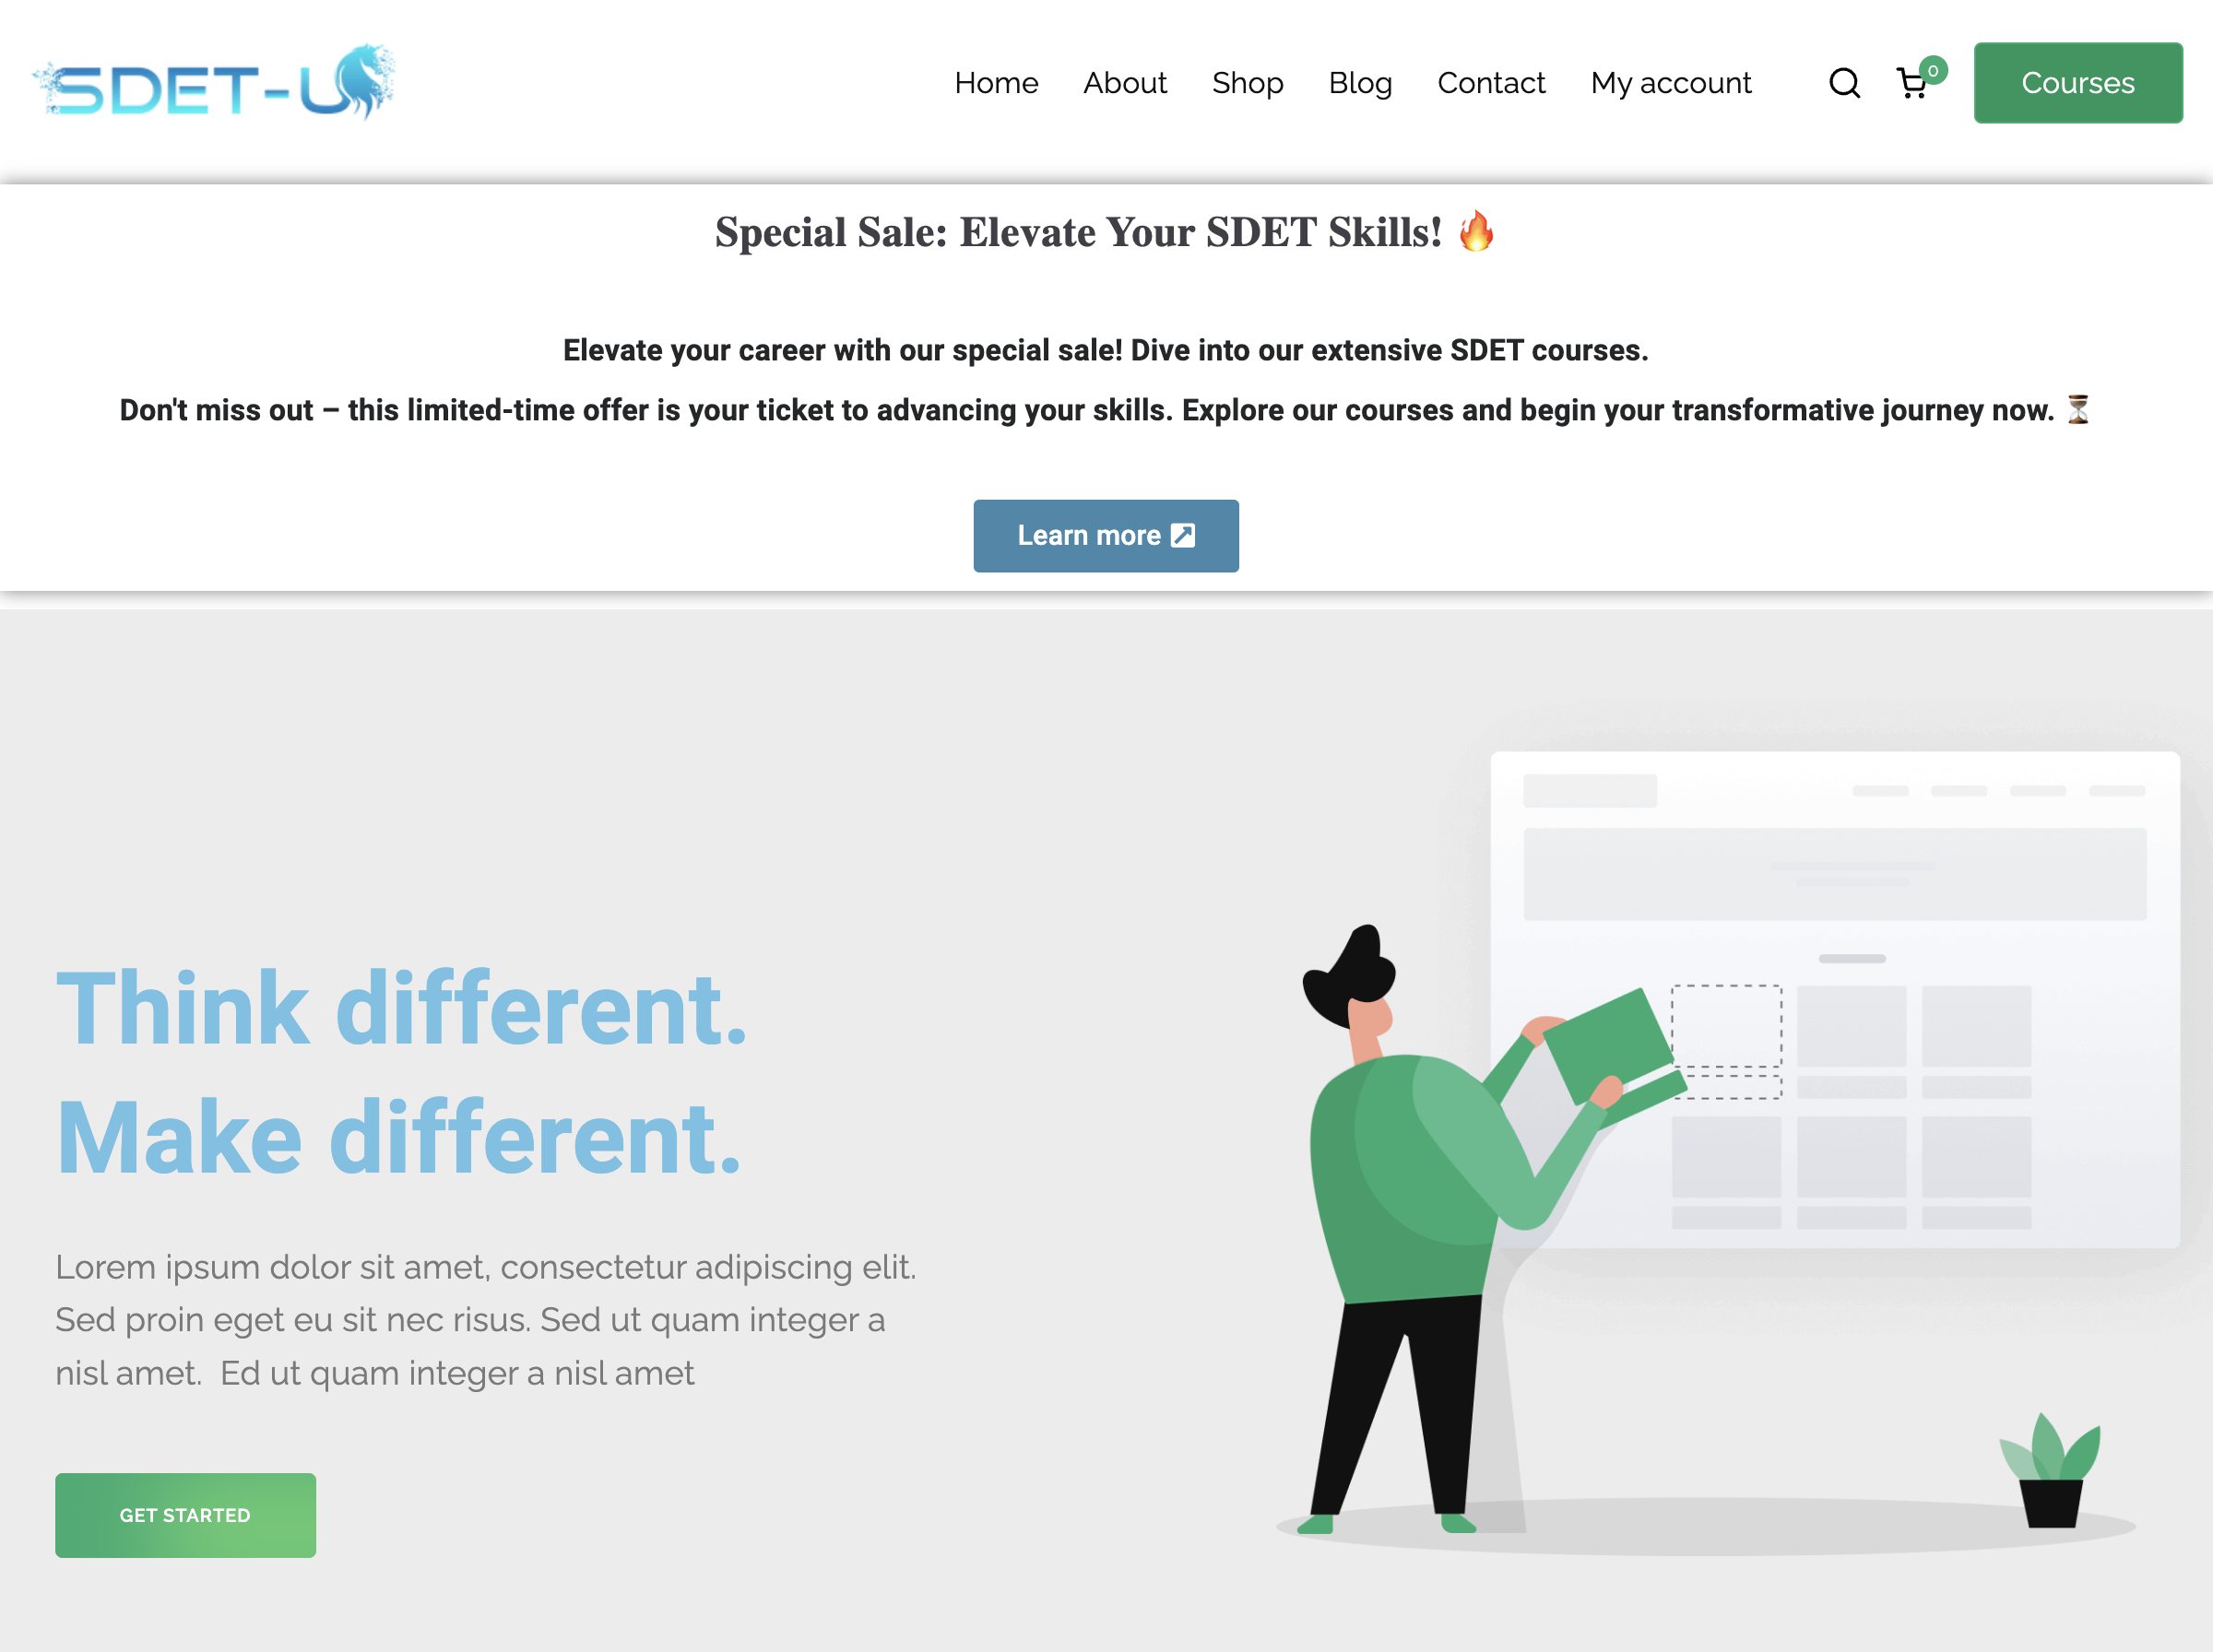 SDET-U
Home About Shop Blog Contact My account 0 Courses
Special Sale: Elevate Your SDET Skills! 🔥
Elevate your career with our special sale! Dive into our extensive SDET courses.
Don't miss out – this limited-time offer is your ticket to advancing your skills. Explore our courses and begin your transformative journey now. ⏳
Learn more
Think different.
Make different.
Lorem ipsum dolor sit amet, consectetur adipiscing elit.
Sed proin eget eu sit nec risus. Sed ut quam integer a
nisl amet.  Ed ut quam integer a nisl amet
GET STARTED